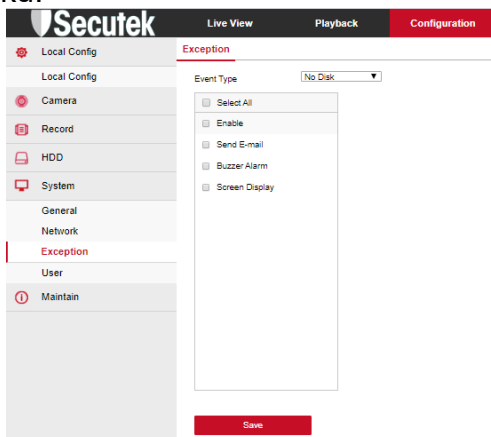 Secutek
Live View
Playback
Configuration
Local Config
Local Config
Camera
Record
HDD
System
General
Network
Exception
User
Maintain
Exception
Event Type
No Disk
Select All
Enable
Send E-mail
Buzzer Alarm
Screen Display
Save